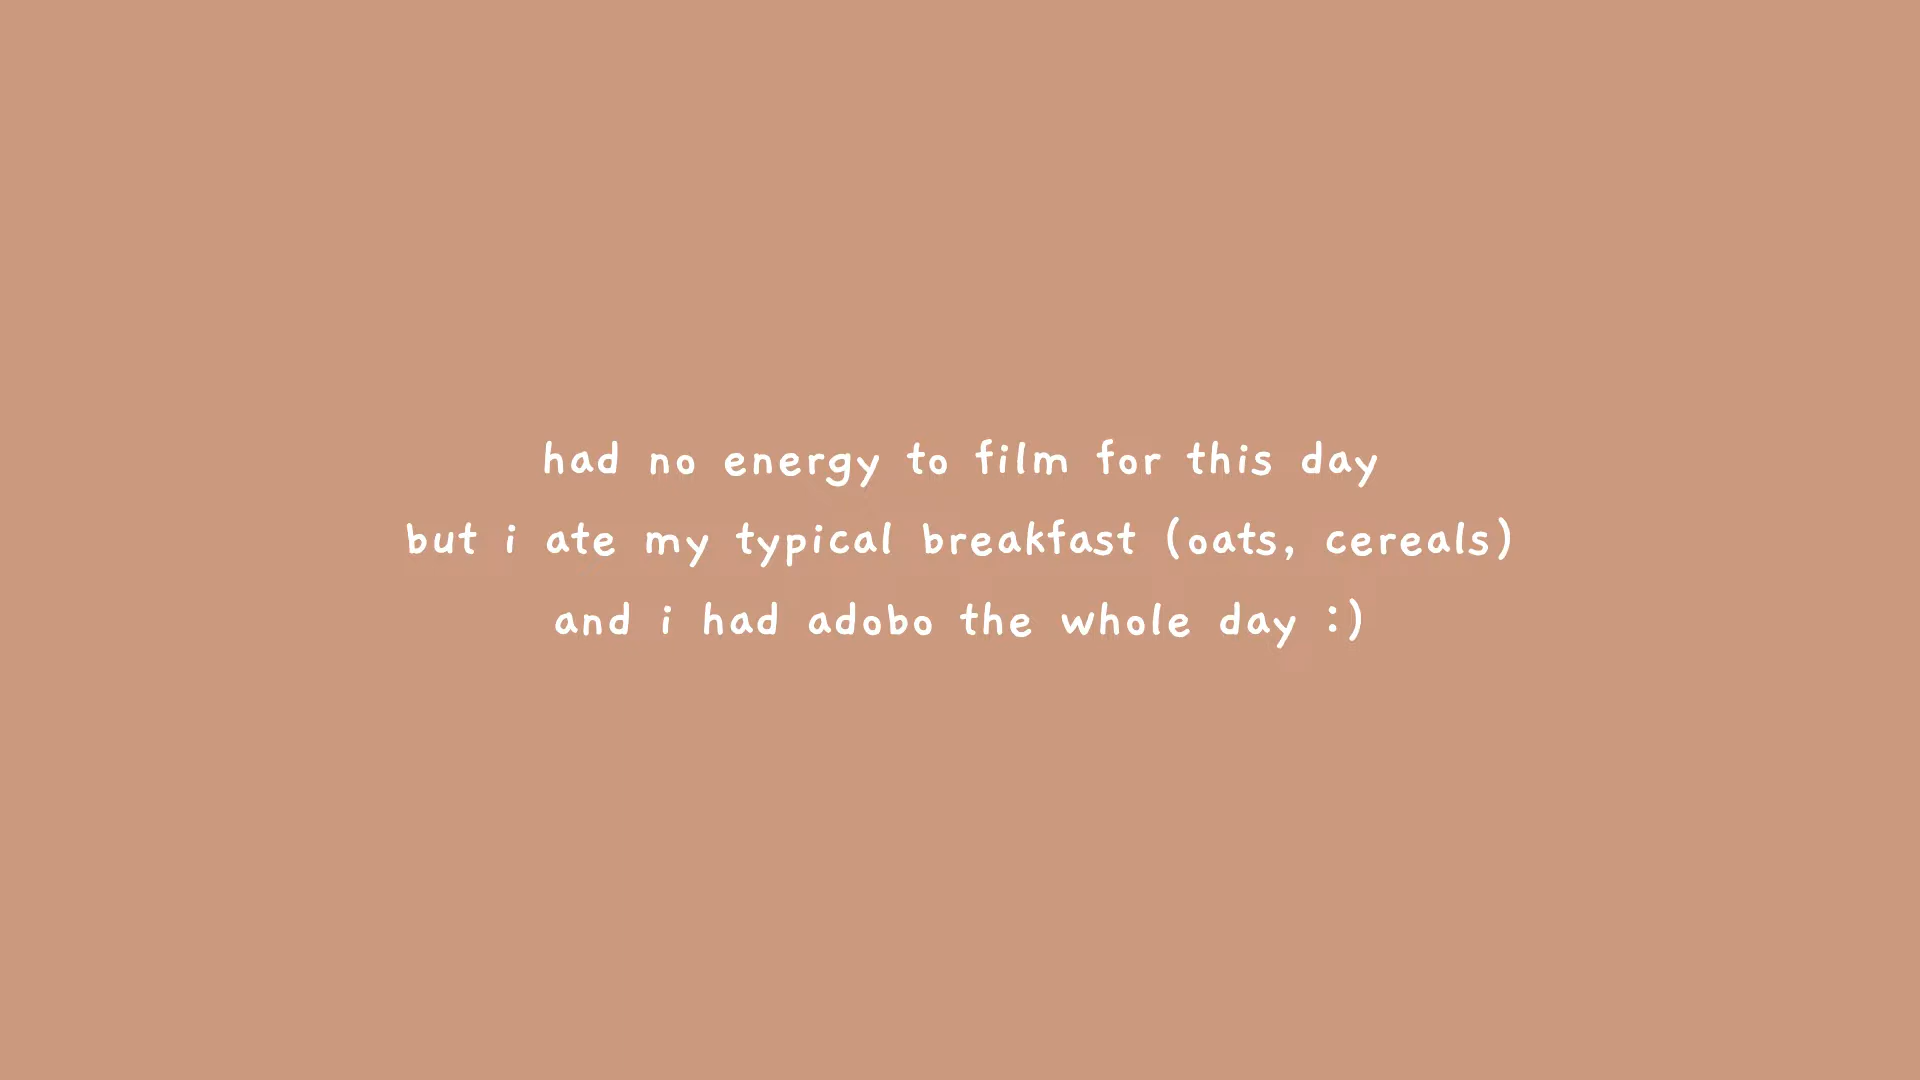 had no energy to film for this day
but i ate my typical breakfast (oats, cereals)
and i had adobo the whole day :)